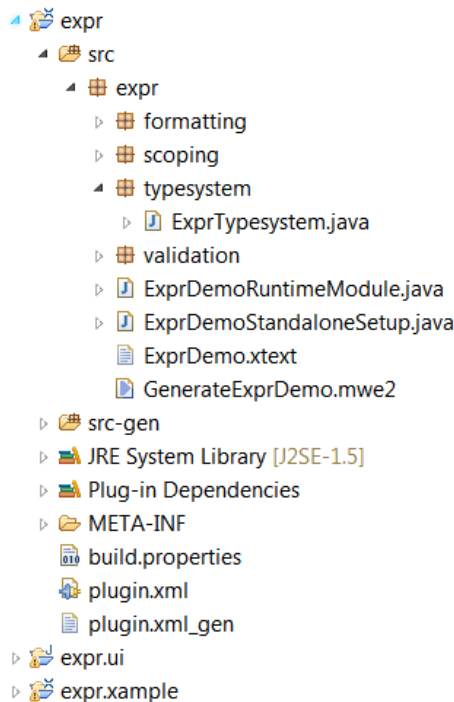 expr
src
expr
formatting
scoping
typesystem
ExprTypesystem.java
validation
ExprDemoRuntimeModule.java
ExprDemoStandaloneSetup.java
ExprDemo.xtext
GenerateExprDemo.mwe2
src-gen
JRE System Library [J2SE-1.5]
Plug-in Dependencies
META-INF
build.properties
plugin.xml
plugin.xml_gen
expr.ui
expr.xample